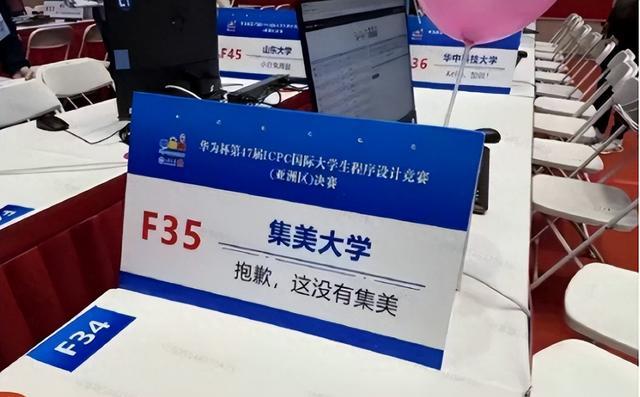 F45 山东大学
36 华中科技大学
华为杯第47届ICPC国际大学生程序设计竞赛
(亚洲区)决赛
F35 集美大学
抱歉，这没有集美
F34